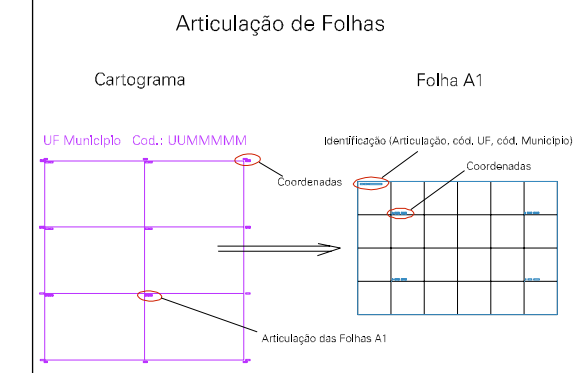 Articulação de Folhas
Cartograma
Folha A1
UF Município Cod.: UUMMMMM
Identificação (Articulação, cód. UF, cód. Município)
Coordenadas
Coordenadas
Articulação das Folhas A1